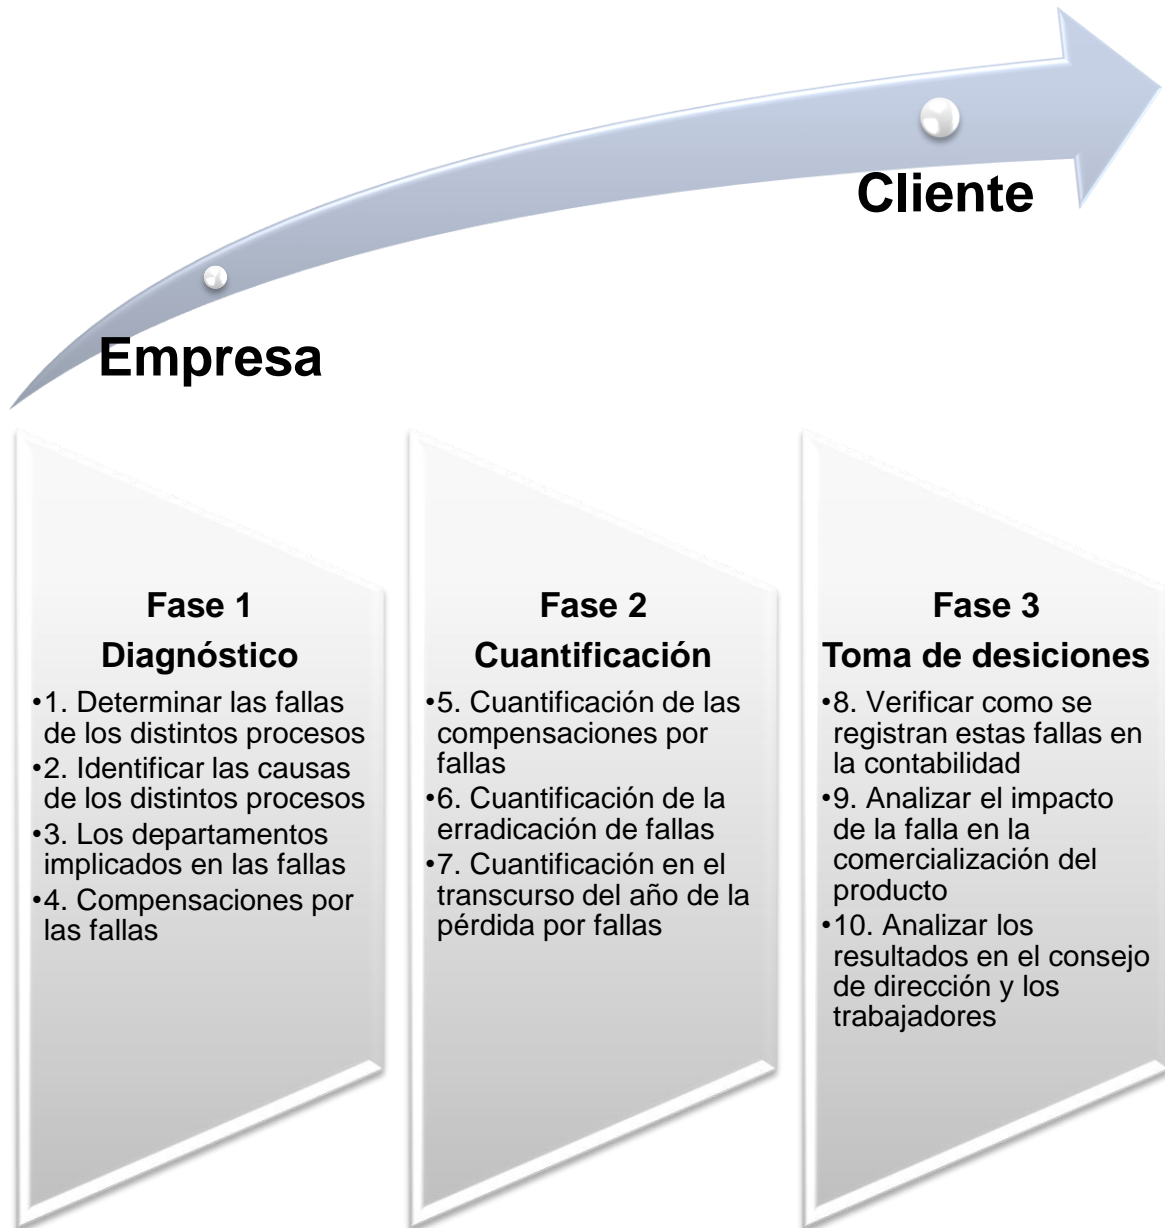 Cliente
Empresa
Fase 1
Diagnóstico
•1. Determinar las fallas
de los distintos procesos
•2. Identificar las causas
de los distintos procesos
•3. Los departamentos
implicados en las fallas
•4. Compensaciones por
las fallas
Fase 2
Cuantificación
•5. Cuantificación de las
compensaciones por
fallas
•6. Cuantificación de la
erradicación de fallas
•7. Cuantificación en el
transcurso del año de la
pérdida por fallas
Fase 3
Toma de desiciones
•8. Verificar como se
registran estas fallas en
la contabilidad
•9. Analizar el impacto
de la falla en la
comercialización del
producto
•10. Analizar los
resultados en el consejo
de dirección y los
trabajadores